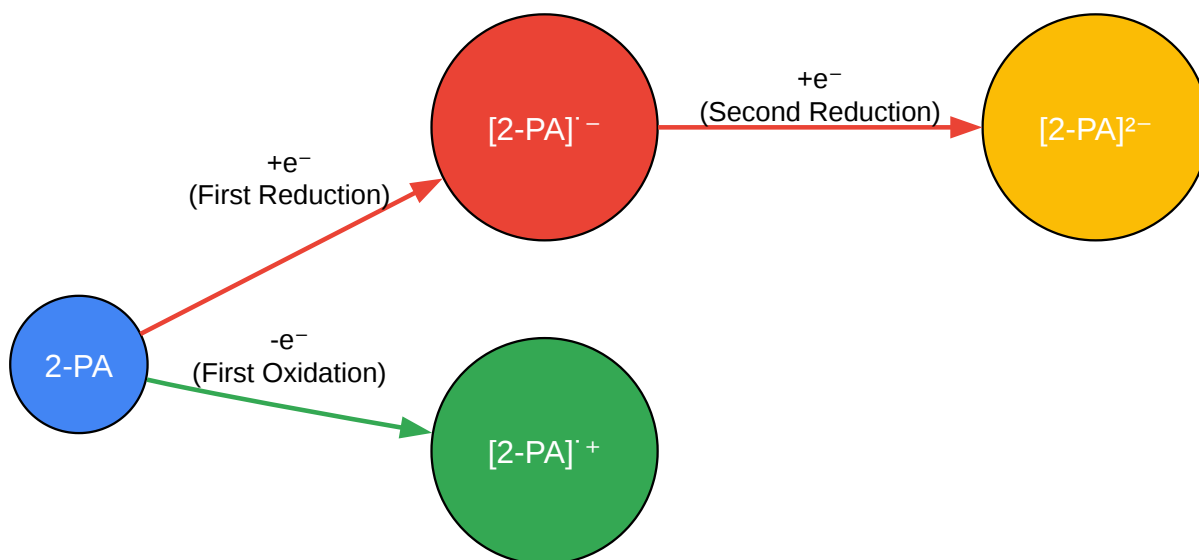 +e⁻
(Second Reduction)
[2-PA]˙⁻
[2-PA]²⁻
+e⁻
(First Reduction)
2-PA
-e⁻
(First Oxidation)
[2-PA]˙⁺